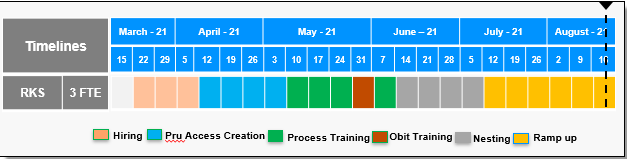 Timelines
March - 21 April - 21 May - 21 June – 21 July - 21 August - 21
15 22 29 5 12 19 26 3 10 17 24 31 7 14 21 28 5 12 19 26 2 9 16
RKS 3 FTE
Hiring Pru Access Creation Process Training Obit Training Nesting Ramp up